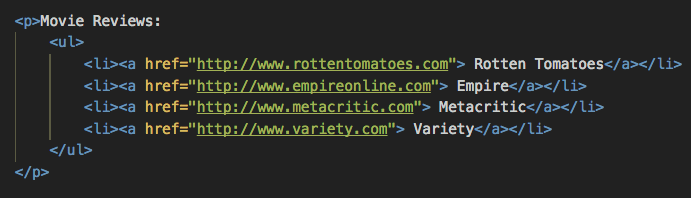 <p>Movie Reviews:
    <ul>
        <li><a href="http://www.rottentomatoes.com"> Rotten Tomatoes</a></li>
        <li><a href="http://www.empireonline.com"> Empire</a></li>
        <li><a href="http://www.metacritic.com"> Metacritic</a></li>
        <li><a href="http://www.variety.com"> Variety</a></li>
    </ul>
</p>